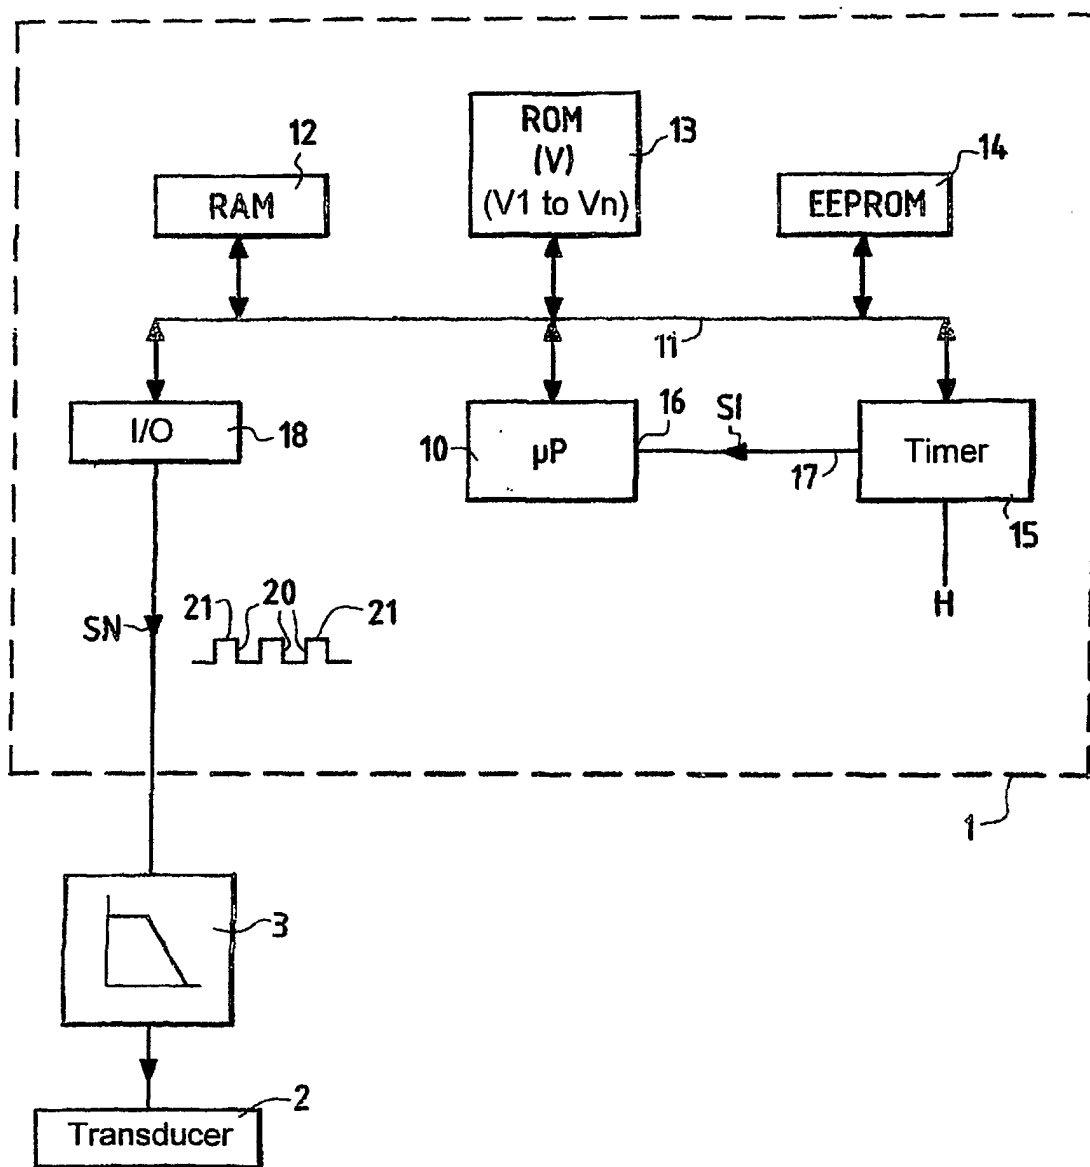 12
RAM
ROM
(V)
(V1 to Vn)
13
14
EEPROM
11
I/O
18
10
µP
16
SI
17
Timer
15
H
SN
21
20
21
1
3
2
Transducer